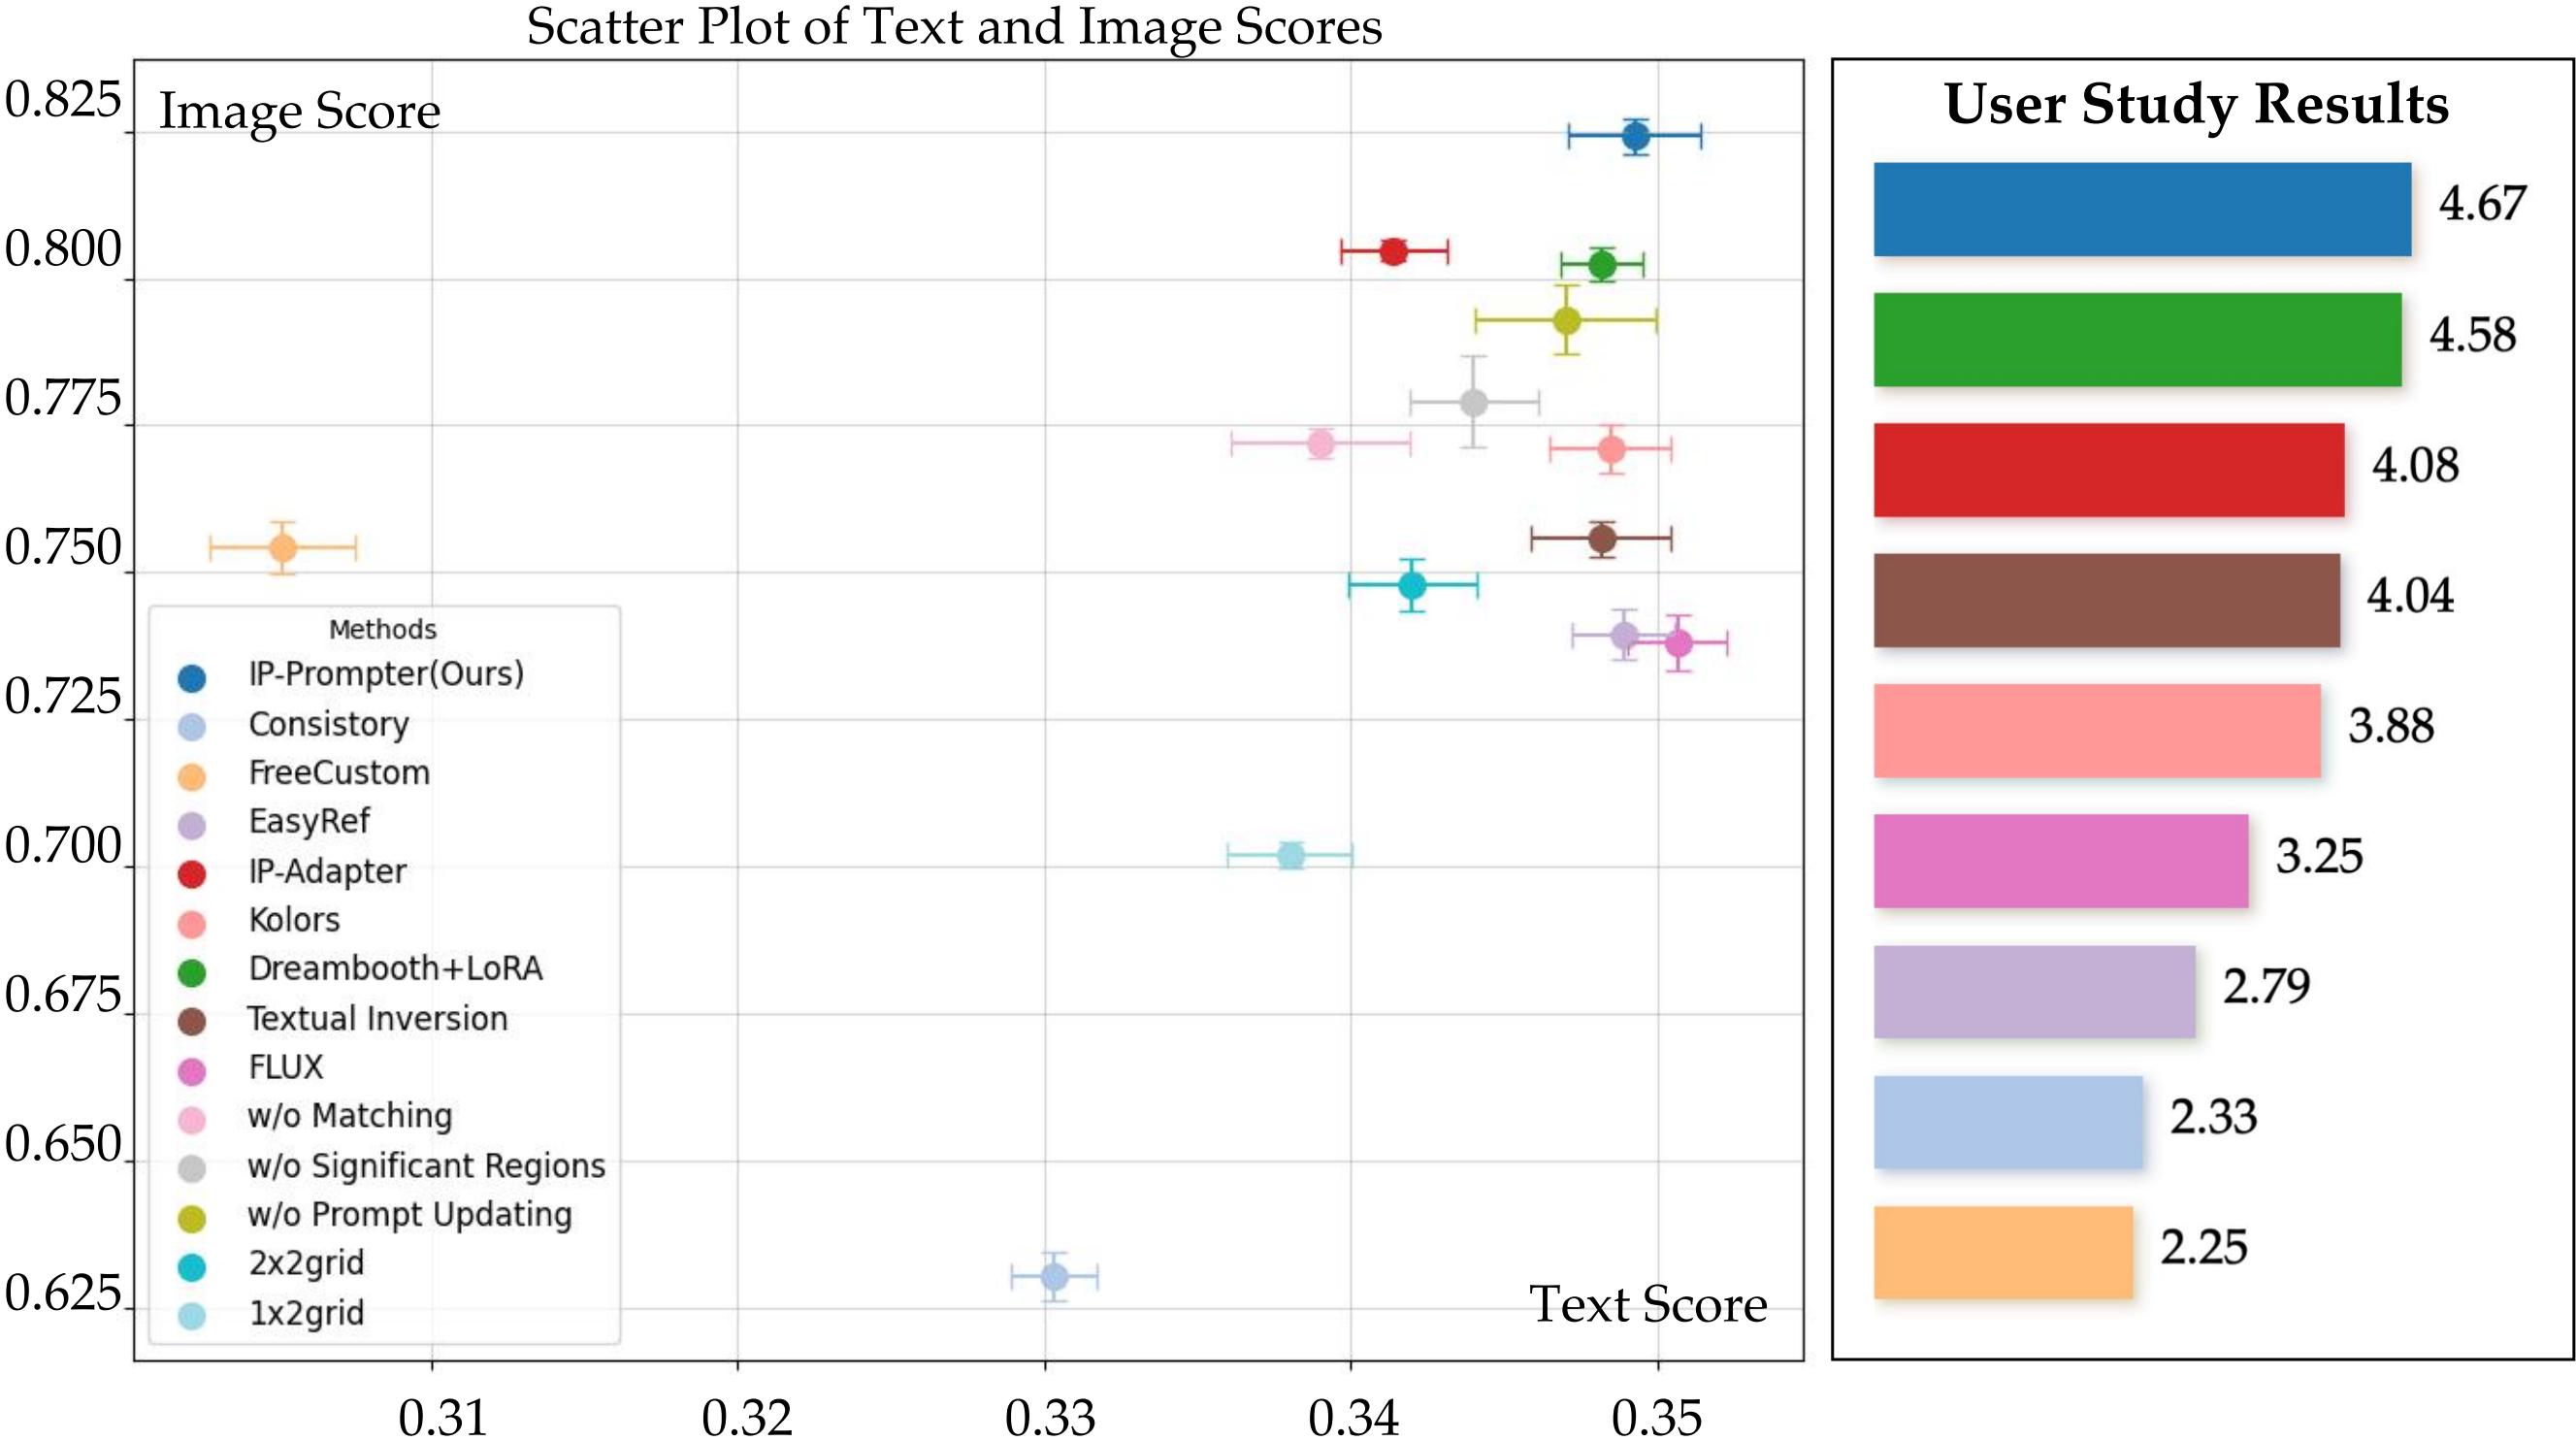 Scatter Plot of Text and Image Scores
Image Score
0.825
0.800
0.775
0.750
0.725
0.700
0.675
0.650
0.625
Methods
IP-Prompter(Ours)
Consistory
FreeCustom
EasyRef
IP-Adapter
Kolors
Dreambooth+LoRA
Textual Inversion
FLUX
w/o Matching
w/o Significant Regions
w/o Prompt Updating
2x2grid
1x2grid
Text Score
0.31 0.32 0.33 0.34 0.35
User Study Results
4.67
4.58
4.08
4.04
3.88
3.25
2.79
2.33
2.25